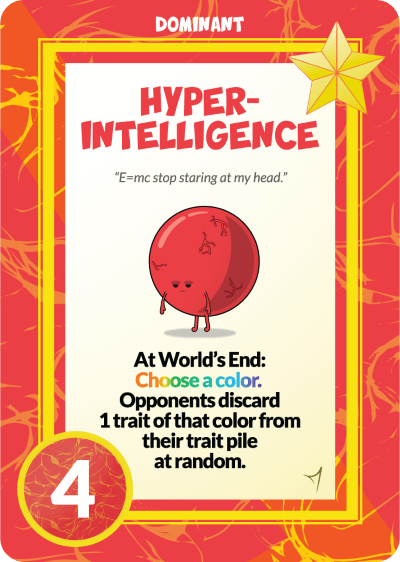 DOMINANT
HYPER-
INTELLIGENCE
“E=mc stop staring at my head.”
At World’s End:
Choose a color.
Opponents discard
1 trait of that color from
their trait pile
at random.
4